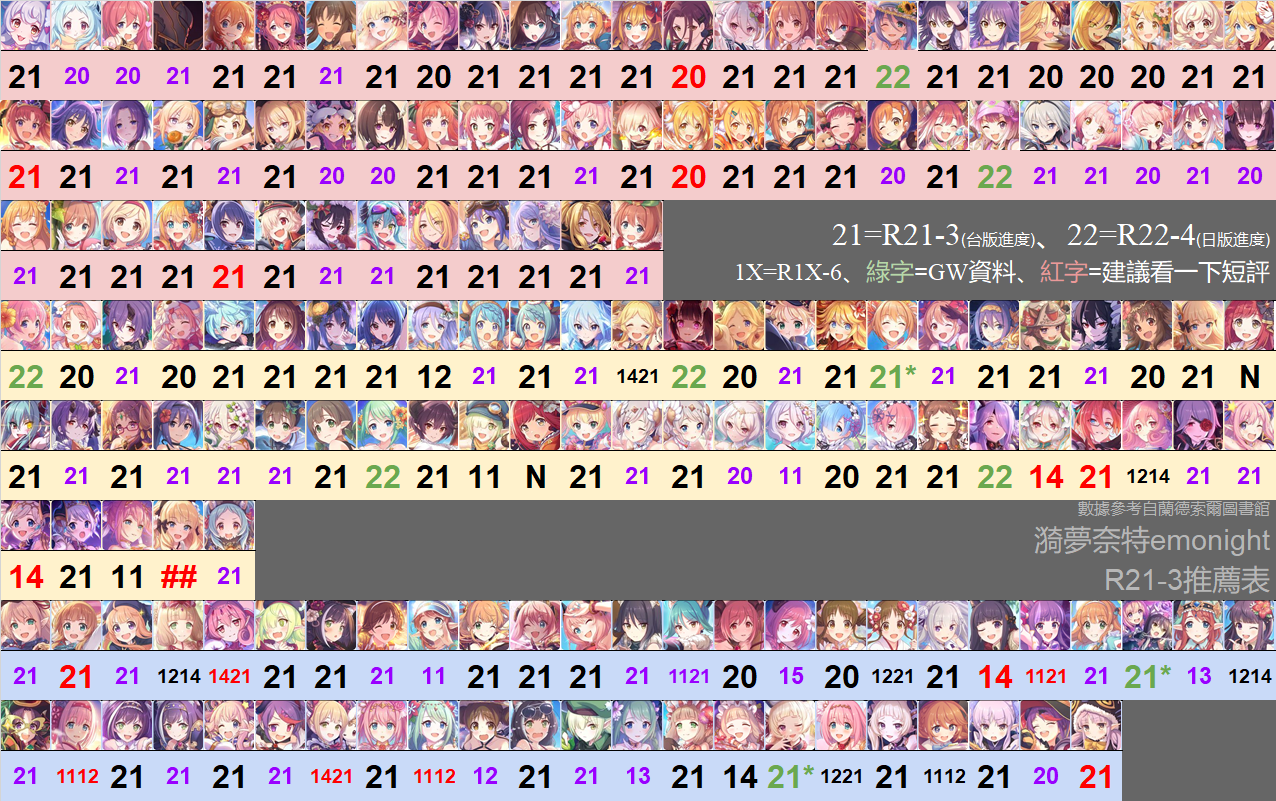 21 20 20 21 21 21 21 21 20 21 21 21 21 20 21 21 21 22 21 21 20 20 20 21 21
21 21 21 21 21 21 20 20 21 21 21 21 21 20 21 21 21 20 21 22 21 21 20 21 20
21=R21-3(台版進度)、22=R22-4(日版進度)
1X=R1X-6、綠字=GW資料、紅字=建議看一下短評
21 21 21 21 21 21 21 21 21 21 21 21 21
22 20 21 20 21 21 21 21 12 21 21 21 1421 22 20 21 21 21* 21 21 21 21 20 21 N
21 21 21 21 21 21 21 22 21 11 N 21 21 21 20 11 20 21 21 22 14 21 1214 21 21
數據參考自蘭德索爾圖書館
漪夢奈特emonight
R21-3推薦表
14 21 11 ## 21
21 21 21 1214 1421 21 21 21 11 21 21 21 21 1121 20 15 20 1221 21 14 1121 21 21* 13 1214
21 1112 21 21 21 21 1421 21 1112 12 21 21 13 21 14 21* 1221 21 1112 21 20 21